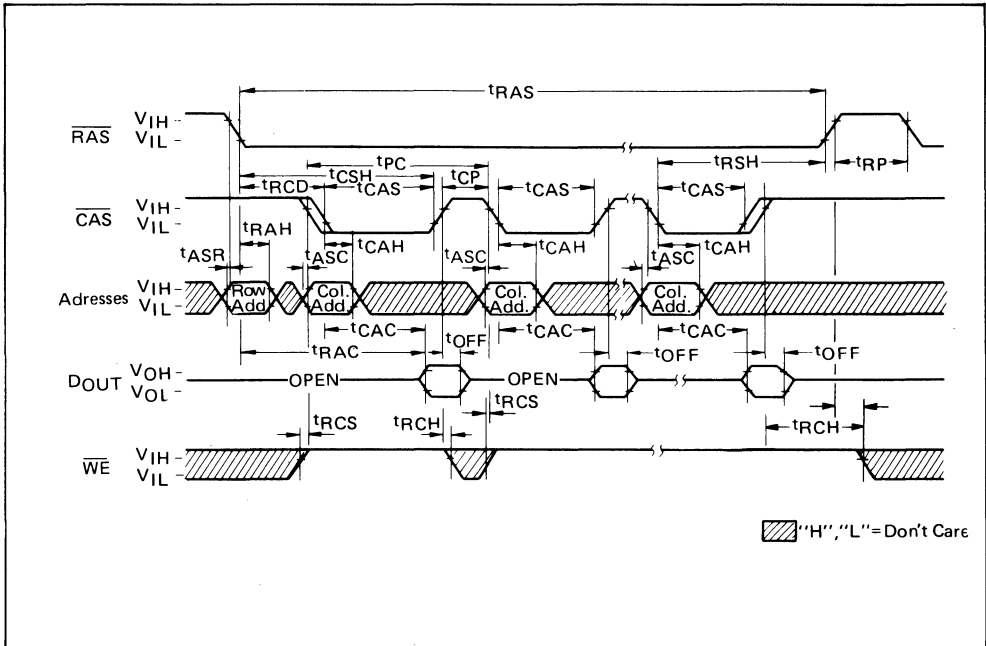 tRAS
RAS VIH
VIL
tPC
tRSH
tRP
tCSH
tCP
tRCD
tCAS
tCAS
tCAS
CAS VIH
VIL
tRAH
tCAH
tCAH
tCAH
tASR
tASC
tASC
tASC
Adresses VIH
VIL
Row Col. Col. Col.
Add. Add. Add. Add.
tCAC
tCAC
tCAC
tRAC
tOFF
tOFF
tOFF
DOUT VOH
VOL
OPEN
OPEN
tRCS
tRCH
tRCS
tRCH
WE VIH
VIL
"H","L"=Don't Care